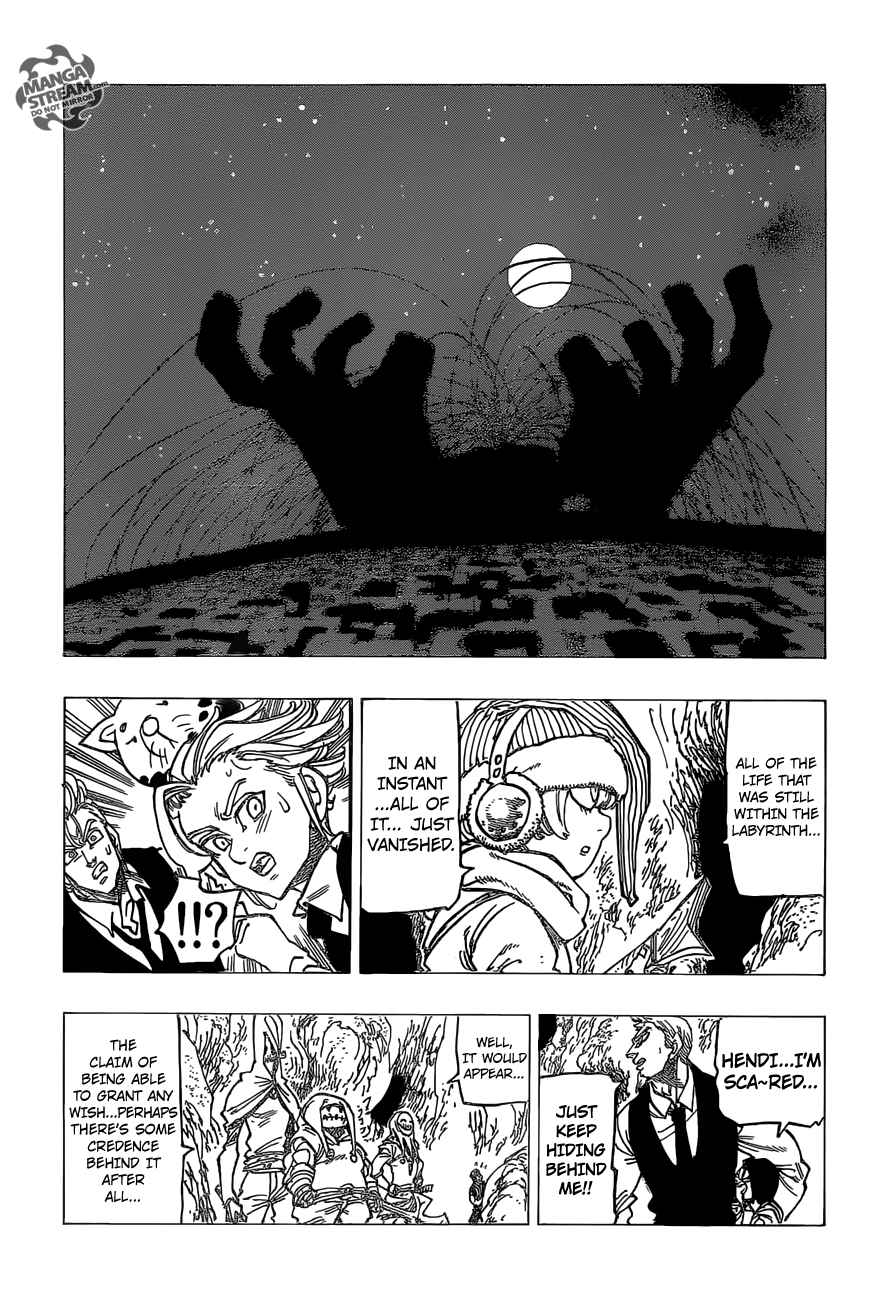 MANGA
STREAM.com
DO NOT MIRROR
ALL OF
THE
LIFE THAT
WAS STILL
WITHIN THE
LABYRINTH...
IN AN
INSTANT
...ALL OF
IT... JUST
VANISHED.
!!?
HENDI...I'M
SCA~RED...
JUST
KEEP
HIDING
BEHIND
ME!!
WELL,
IT WOULD
APPEAR...
THE
CLAIM OF
BEING ABLE
TO GRANT ANY
WISH...PERHAPS
THERE'S SOME
CREDENCE
BEHIND IT
AFTER
ALL...